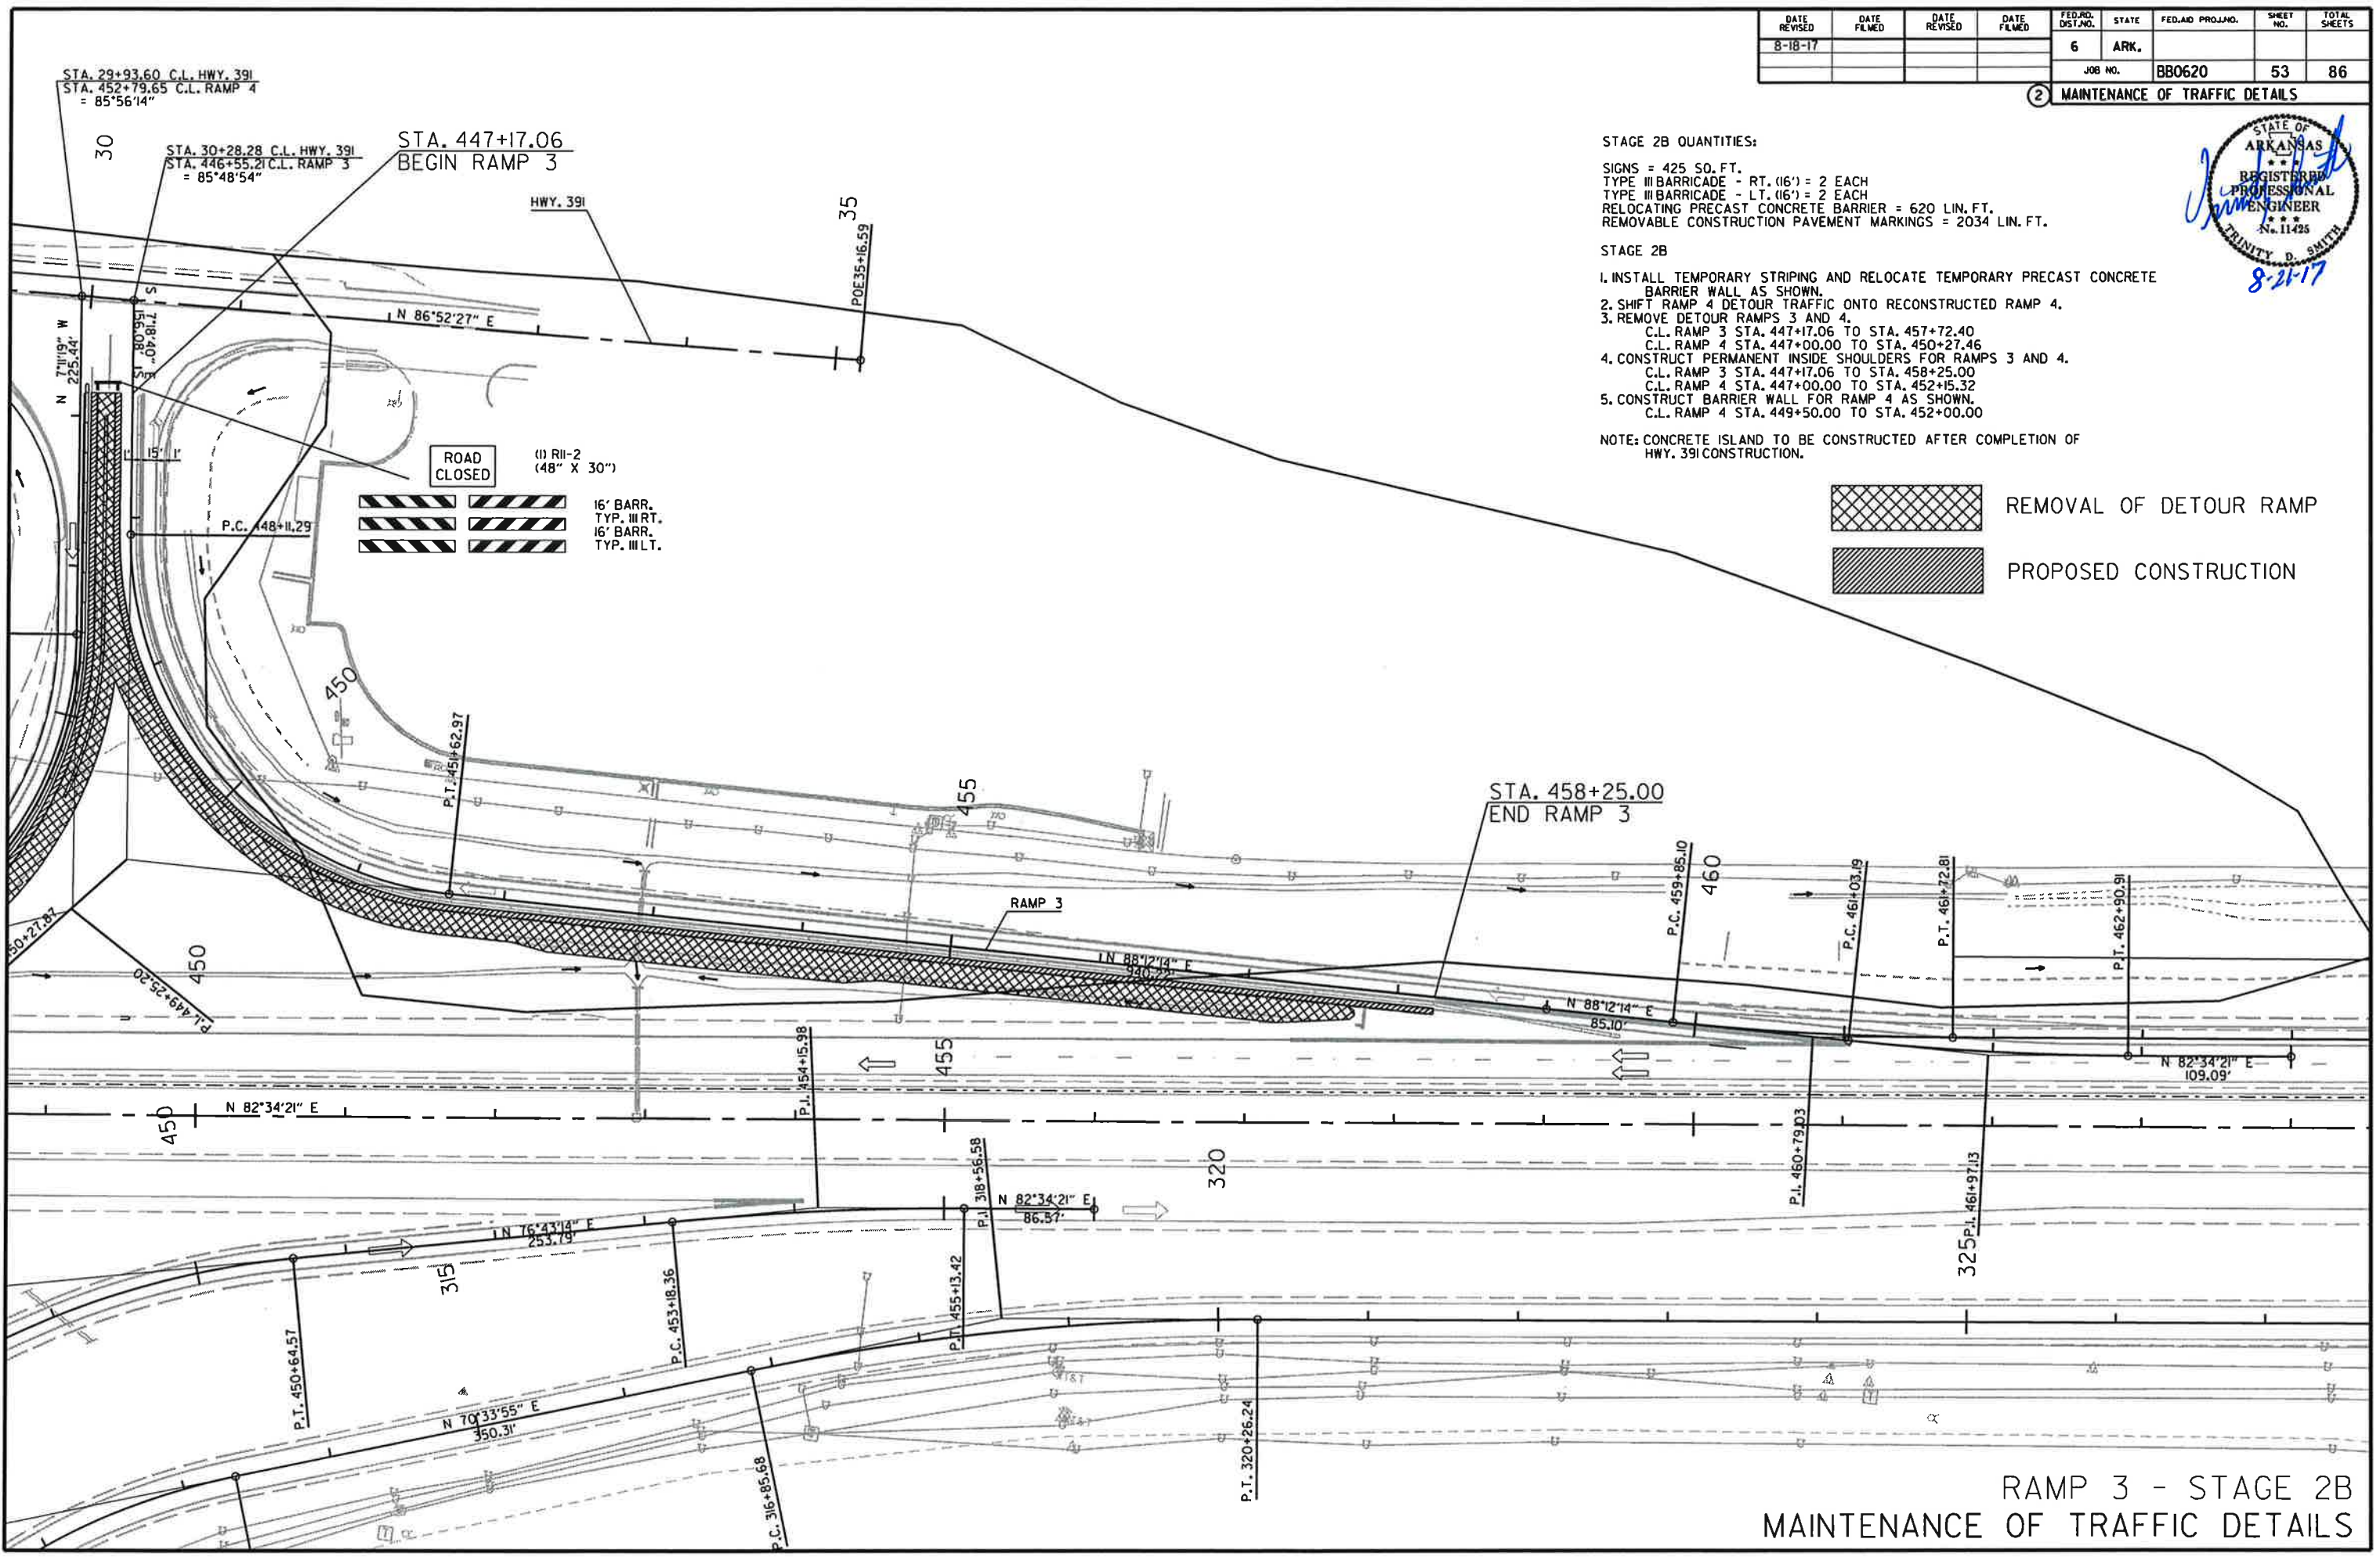 DATE REVISED
DATE FILMED
DATE REVISED
DATE FILMED
FED.RD. DIST.NO.
STATE
FED.AID PROJ.NO.
SHEET NO.
TOTAL SHEETS
8-18-17
6
ARK.
JOB NO.
BB0620
53
86
2 MAINTENANCE OF TRAFFIC DETAILS
STATE OF
ARKANSAS
REGISTERED
PROFESSIONAL
ENGINEER
No. 11425
TRINITY D. SMITH
8-21-17
STA. 29+93.60 C.L. HWY. 391
STA. 452+79.65 C.L. RAMP 4
= 85°56'14"
30
STA. 30+28.28 C.L. HWY. 391
STA. 446+55.21 C.L. RAMP 3
= 85°48'54"
STA. 447+17.06
BEGIN RAMP 3
HWY. 391
35
POE35+16.59
N 86°52'27" E
N 7°11'19" W
225.44'
S 7°18'40" E
156.08'
15
1' 15' 1'
P.C. 448+11.29
ROAD
CLOSED
(1) R11-2
(48" X 30")
16' BARR.
TYP. III RT.
16' BARR.
TYP. III LT.
STAGE 2B QUANTITIES:
SIGNS = 425 SQ. FT.
TYPE III BARRICADE - RT. (16') = 2 EACH
TYPE III BARRICADE - LT. (16') = 2 EACH
RELOCATING PRECAST CONCRETE BARRIER = 620 LIN. FT.
REMOVABLE CONSTRUCTION PAVEMENT MARKINGS = 2034 LIN. FT.
STAGE 2B
1. INSTALL TEMPORARY STRIPING AND RELOCATE TEMPORARY PRECAST CONCRETE
BARRIER WALL AS SHOWN.
2. SHIFT RAMP 4 DETOUR TRAFFIC ONTO RECONSTRUCTED RAMP 4.
3. REMOVE DETOUR RAMPS 3 AND 4.
C.L. RAMP 3 STA. 447+17.06 TO STA. 457+72.40
C.L. RAMP 4 STA. 447+00.00 TO STA. 450+27.46
4. CONSTRUCT PERMANENT INSIDE SHOULDERS FOR RAMPS 3 AND 4.
C.L. RAMP 3 STA. 447+17.06 TO STA. 458+25.00
C.L. RAMP 4 STA. 447+00.00 TO STA. 452+15.32
5. CONSTRUCT BARRIER WALL FOR RAMP 4 AS SHOWN.
C.L. RAMP 4 STA. 449+50.00 TO STA. 452+00.00
NOTE: CONCRETE ISLAND TO BE CONSTRUCTED AFTER COMPLETION OF
HWY. 391 CONSTRUCTION.
REMOVAL OF DETOUR RAMP
PROPOSED CONSTRUCTION
450
P.T. 451+62.97
455
STA. 458+25.00
END RAMP 3
P.C. 459+85.10
460
P.C. 461+03.19
P.T. 461+72.81
P.T. 462+90.91
RAMP 3
N 88°12'14" E
940.22'
N 88°12'14" E
85.10'
50+27.87
P.I. 449+25.20
450
P.I. 454+15.98
455
N 82°34'21" E
109.09'
450
N 82°34'21" E
P.I. 460+79.03
P.I. 461+97.13
325
320
P.I. 318+56.58
N 82°34'21" E
86.57'
N 76°43'14" E
253.79'
315
P.T. 450+64.57
P.C. 453+18.36
P.T. 455+13.42
N 70°33'55" E
350.31'
P.C. 316+85.68
P.T. 320+26.24
AT&T
RAMP 3 - STAGE 2B
MAINTENANCE OF TRAFFIC DETAILS